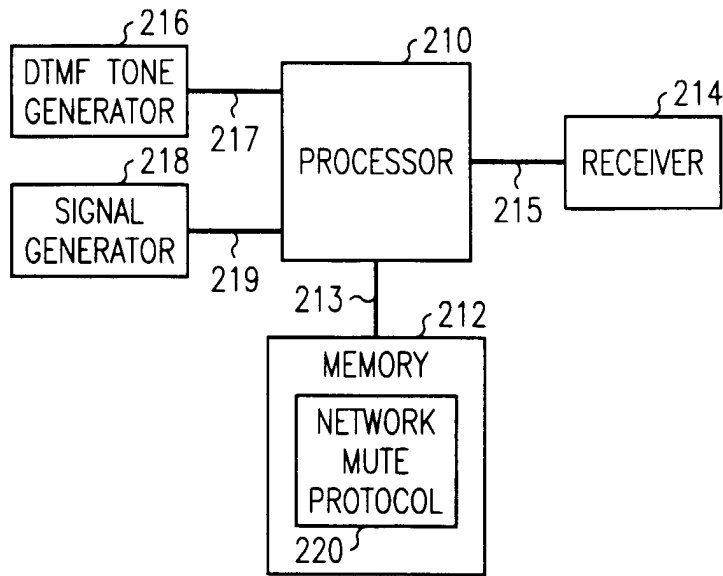 216
DTMF TONE
GENERATOR
217
210
PROCESSOR
214
RECEIVER
215
218
SIGNAL
GENERATOR
219
213
212
MEMORY
NETWORK
MUTE
PROTOCOL
220